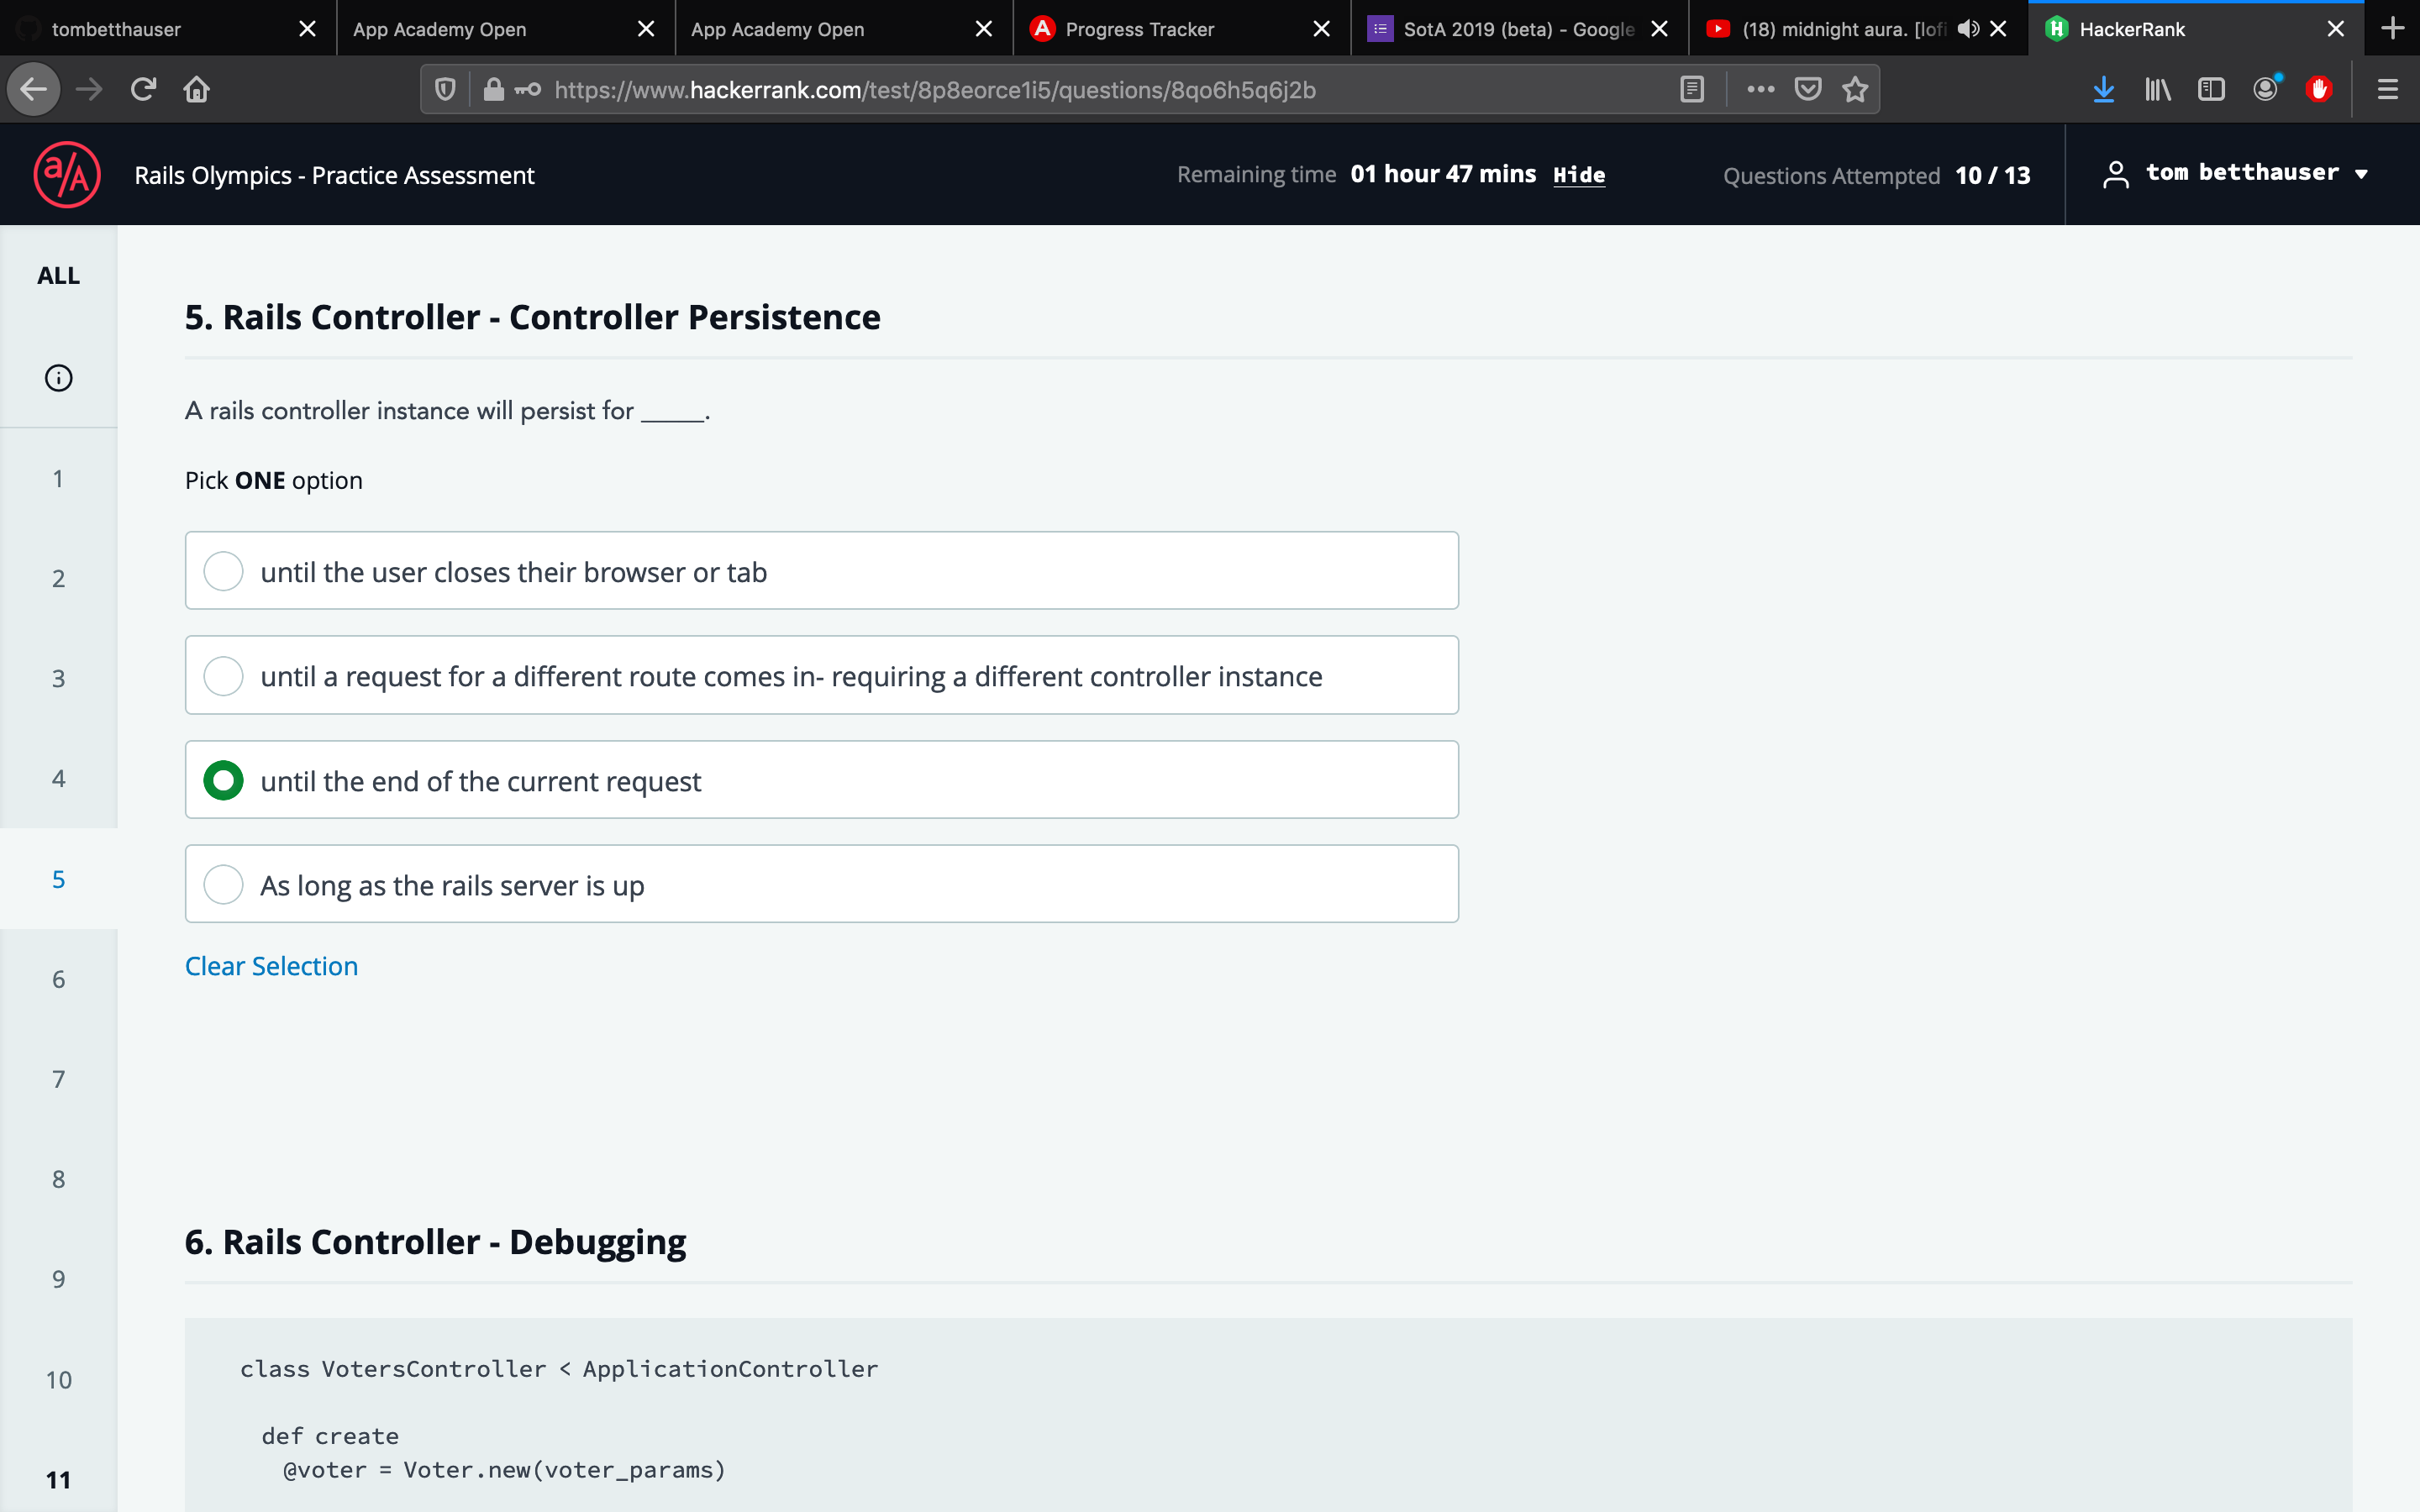 tombetthauser
App Academy Open
App Academy Open
Progress Tracker
SotA 2019 (beta) - Google
(18) midnight aura. [lofi
HackerRank
https://www.hackerrank.com/test/8p8eorce1i5/questions/8qo6h5q6j2b
a/A
Rails Olympics - Practice Assessment
Remaining time 01 hour 47 mins Hide
Questions Attempted 10 / 13
tom betthauser
ALL
1
2
3
4
5
6
7
8
9
10
11
5. Rails Controller - Controller Persistence
A rails controller instance will persist for ______.
Pick ONE option
until the user closes their browser or tab
until a request for a different route comes in- requiring a different controller instance
until the end of the current request
As long as the rails server is up
Clear Selection
6. Rails Controller - Debugging
class VotersController < ApplicationController
def create
@voter = Voter.new(voter_params)